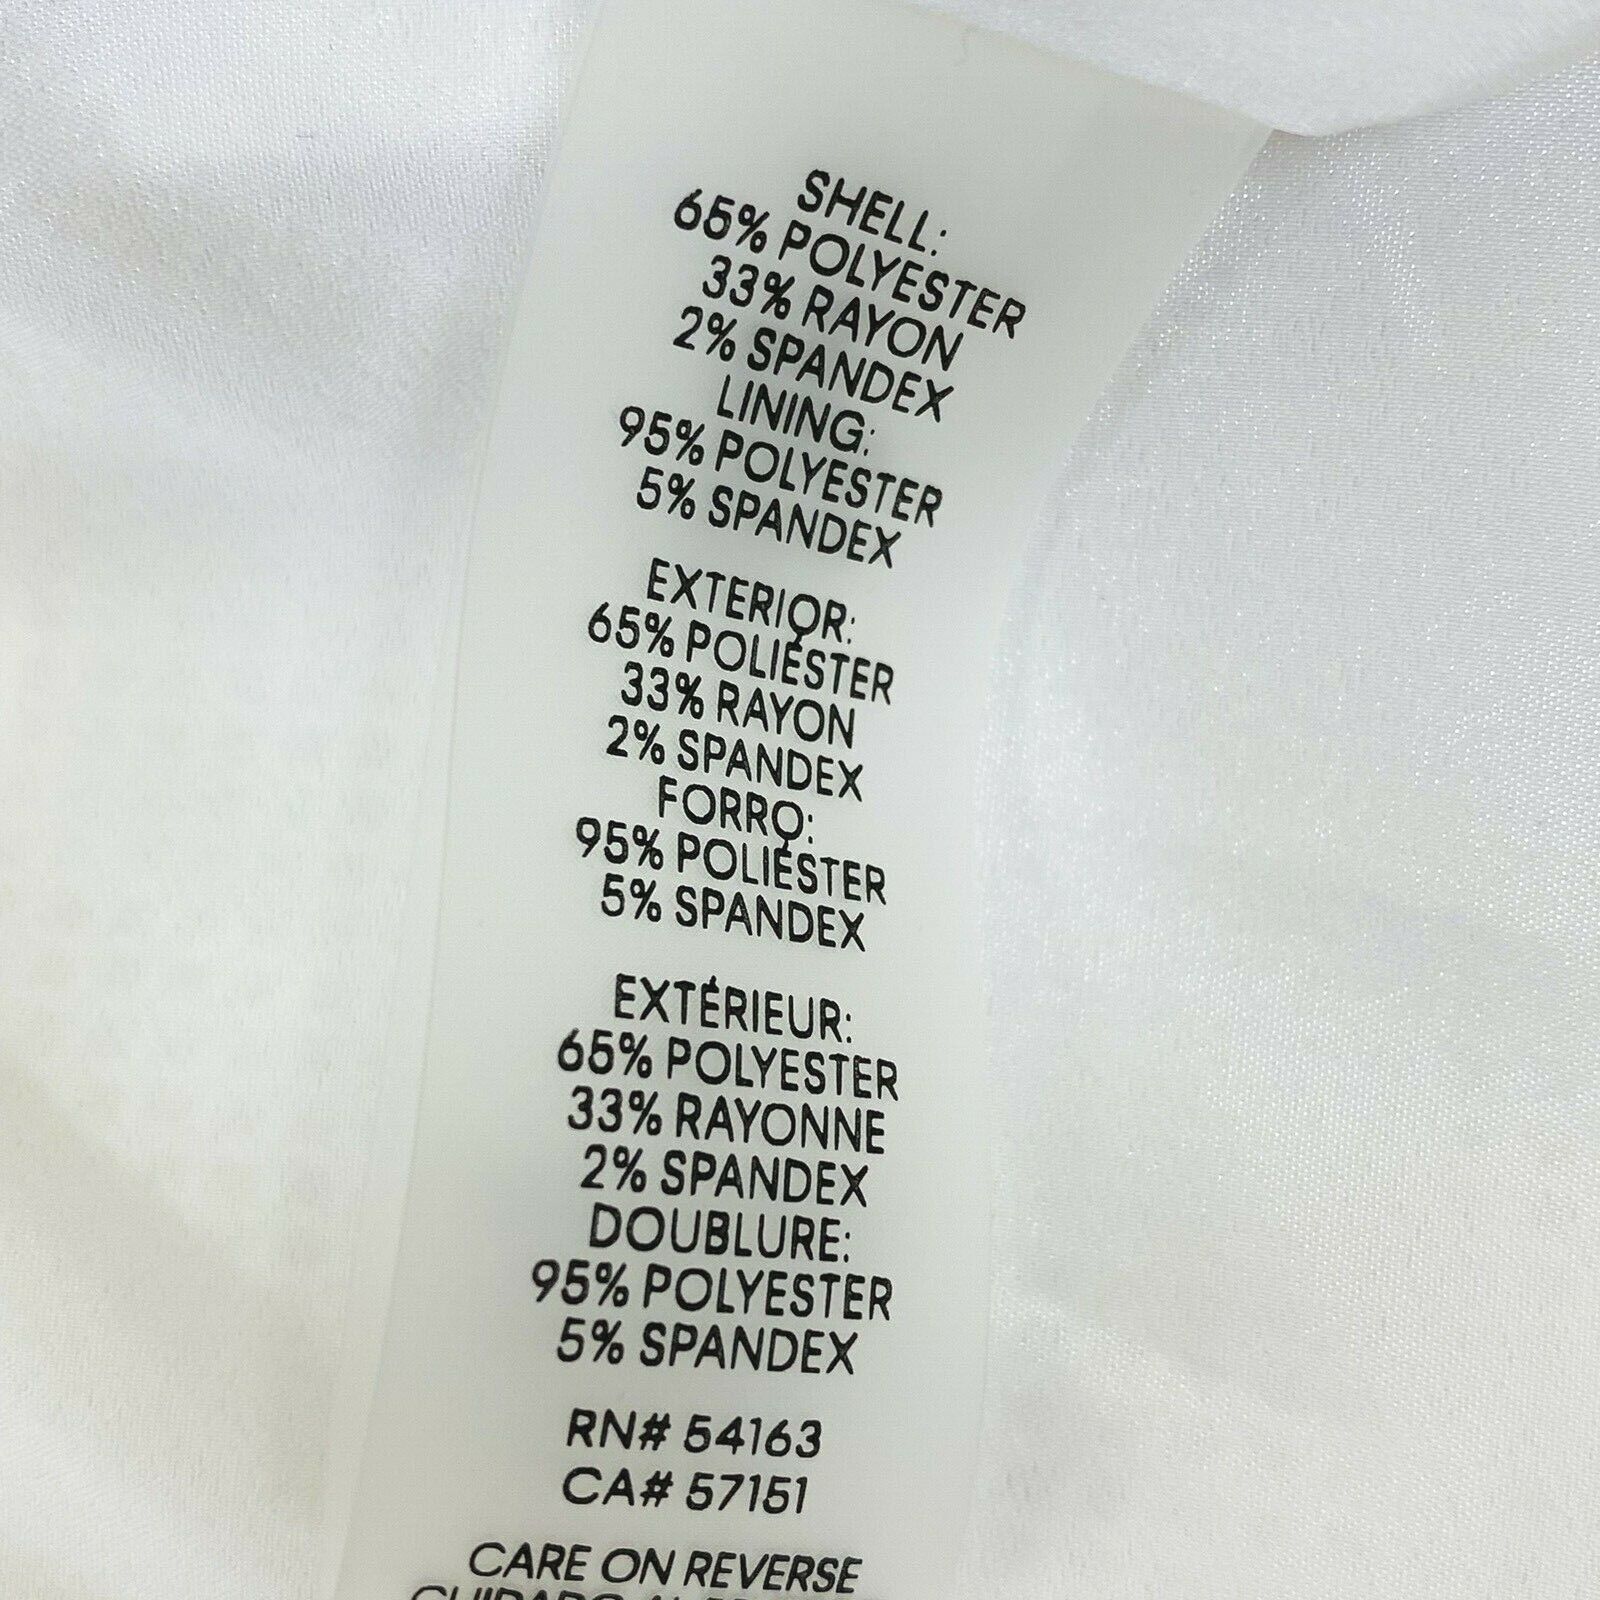 SHELL:
65% POLYESTER
33% RAYON
2% SPANDEX
LINING:
95% POLYESTER
5% SPANDEX
EXTERIOR:
65% POLIÉSTER
33% RAYON
2% SPANDEX
FORRO:
95% POLIÉSTER
5% SPANDEX
EXTÉRIEUR:
65% POLYESTER
33% RAYONNE
2% SPANDEX
DOUBLURE:
95% POLYESTER
5% SPANDEX
RN# 54163
CA# 57151
CARE ON REVERSE